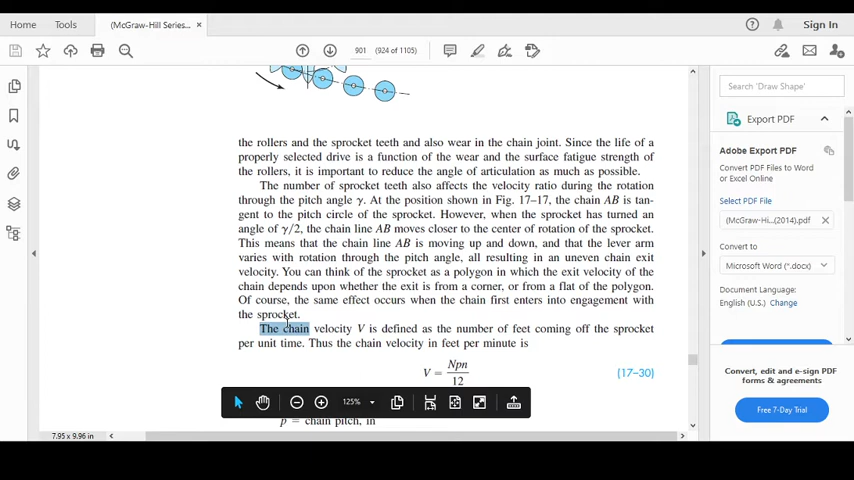 Home
Tools
(McGraw-Hill Series...
×
Sign In
901
(924 of 1105)
Search 'Draw Shape'
Export PDF
Adobe Export PDF
Convert PDF Files to Word
or Excel Online
Select PDF File
(McGraw-Hi...(2014).pdf
Convert to
Microsoft Word (*.docx)
Document Language:
English (U.S.) Change
Convert, edit and e-sign PDF
forms & agreements
Free 7-Day Trial
the rollers and the sprocket teeth and also wear in the chain joint. Since the life of a
properly selected drive is a function of the wear and the surface fatigue strength of
the rollers, it is important to reduce the angle of articulation as much as possible.
The number of sprocket teeth also affects the velocity ratio during the rotation
through the pitch angle γ. At the position shown in Fig. 17–17, the chain AB is tan-
gent to the pitch circle of the sprocket. However, when the sprocket has turned an
angle of γ/2, the chain line AB moves closer to the center of rotation of the sprocket.
This means that the chain line AB is moving up and down, and that the lever arm
varies with rotation through the pitch angle, all resulting in an uneven chain exit
velocity. You can think of the sprocket as a polygon in which the exit velocity of the
chain depends upon whether the exit is from a corner, or from a flat of the polygon.
Of course, the same effect occurs when the chain first enters into engagement with
the sprocket.
The chain velocity V is defined as the number of feet coming off the sprocket
per unit time. Thus the chain velocity in feet per minute is
V = Npn/12 (17–30)
125%
p = chain pitch, in
7.95 x 9.96 in